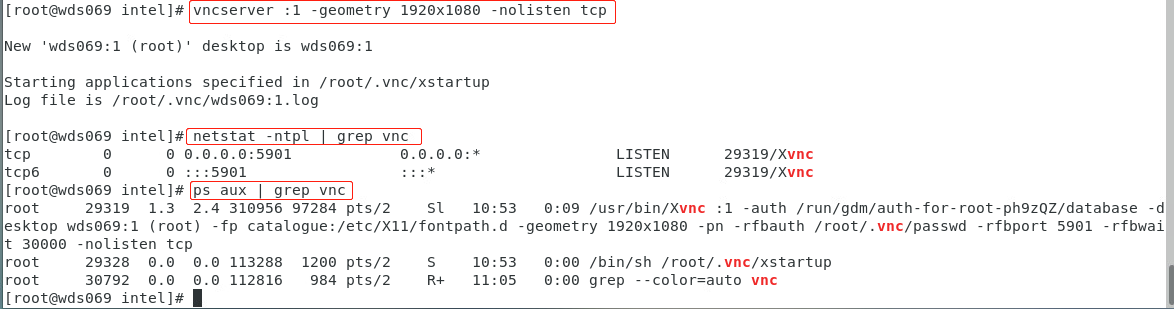 [root@wds069 intel]# vncserver :1 -geometry 1920x1080 -nolisten tcp
New 'wds069:1 (root)' desktop is wds069:1
Starting applications specified in /root/.vnc/xstartup
Log file is /root/.vnc/wds069:1.log
[root@wds069 intel]# netstat -ntpl | grep vnc
tcp        0      0 0.0.0.0:5901            0.0.0.0:*               LISTEN      29319/Xvnc
tcp6       0      0 :::5901                 :::*                    LISTEN      29319/Xvnc
[root@wds069 intel]# ps aux | grep vnc
root     29319  1.3  2.4 310956 97284 pts/2    Sl   10:53   0:09 /usr/bin/Xvnc :1 -auth /run/gdm/auth-for-root-ph9zQZ/database -d
esktop wds069:1 (root) -fp catalogue:/etc/X11/fontpath.d -geometry 1920x1080 -pn -rfbauth /root/.vnc/passwd -rfbport 5901 -rfbwai
t 30000 -nolisten tcp
root     29328  0.0  0.0 113288  1200 pts/2    S    10:53   0:00 /bin/sh /root/.vnc/xstartup
root     30792  0.0  0.0 112816   984 pts/2    R+   11:05   0:00 grep --color=auto vnc
[root@wds069 intel]#